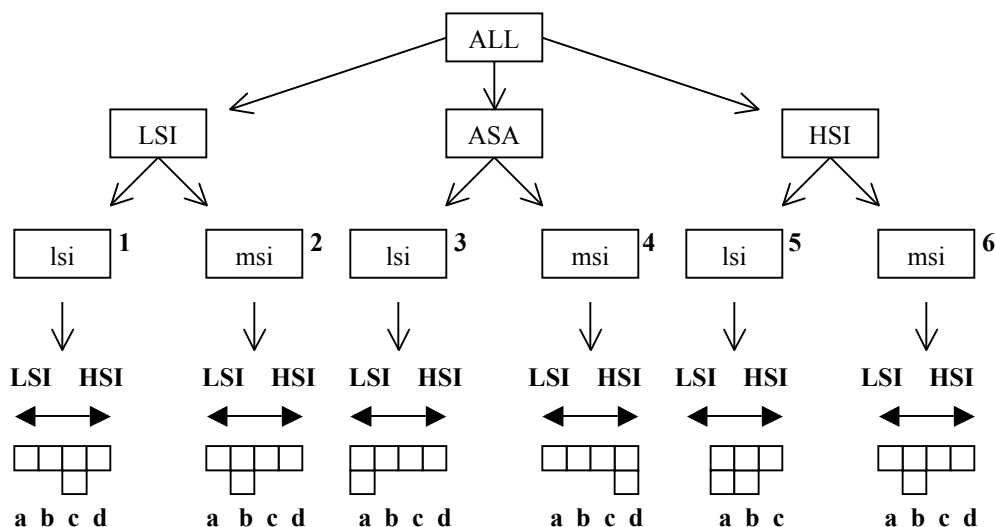 ALL
LSI ASA HSI
lsi 1 msi 2 lsi 3 msi 4 lsi 5 msi 6
LSI HSI LSI HSI LSI HSI LSI HSI LSI HSI LSI HSI
a b c d a b c d a b c d a b c d a b c a b c d